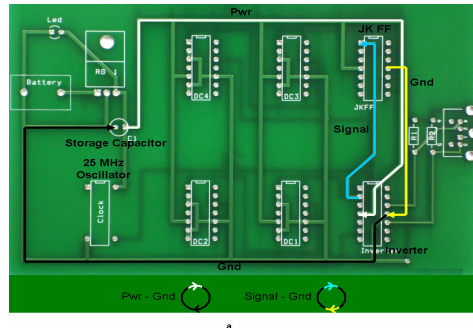 Pwr
Led
JK FF
RG 1
Gnd
Battery
DC4
DC3
JKFF
Signal
C1
Storage Capacitor
R1
R2
25 MHz
Oscillator
Clock
DC2
DC1
Inverter
Gnd
Pwr - Gnd
Signal - Gnd
a